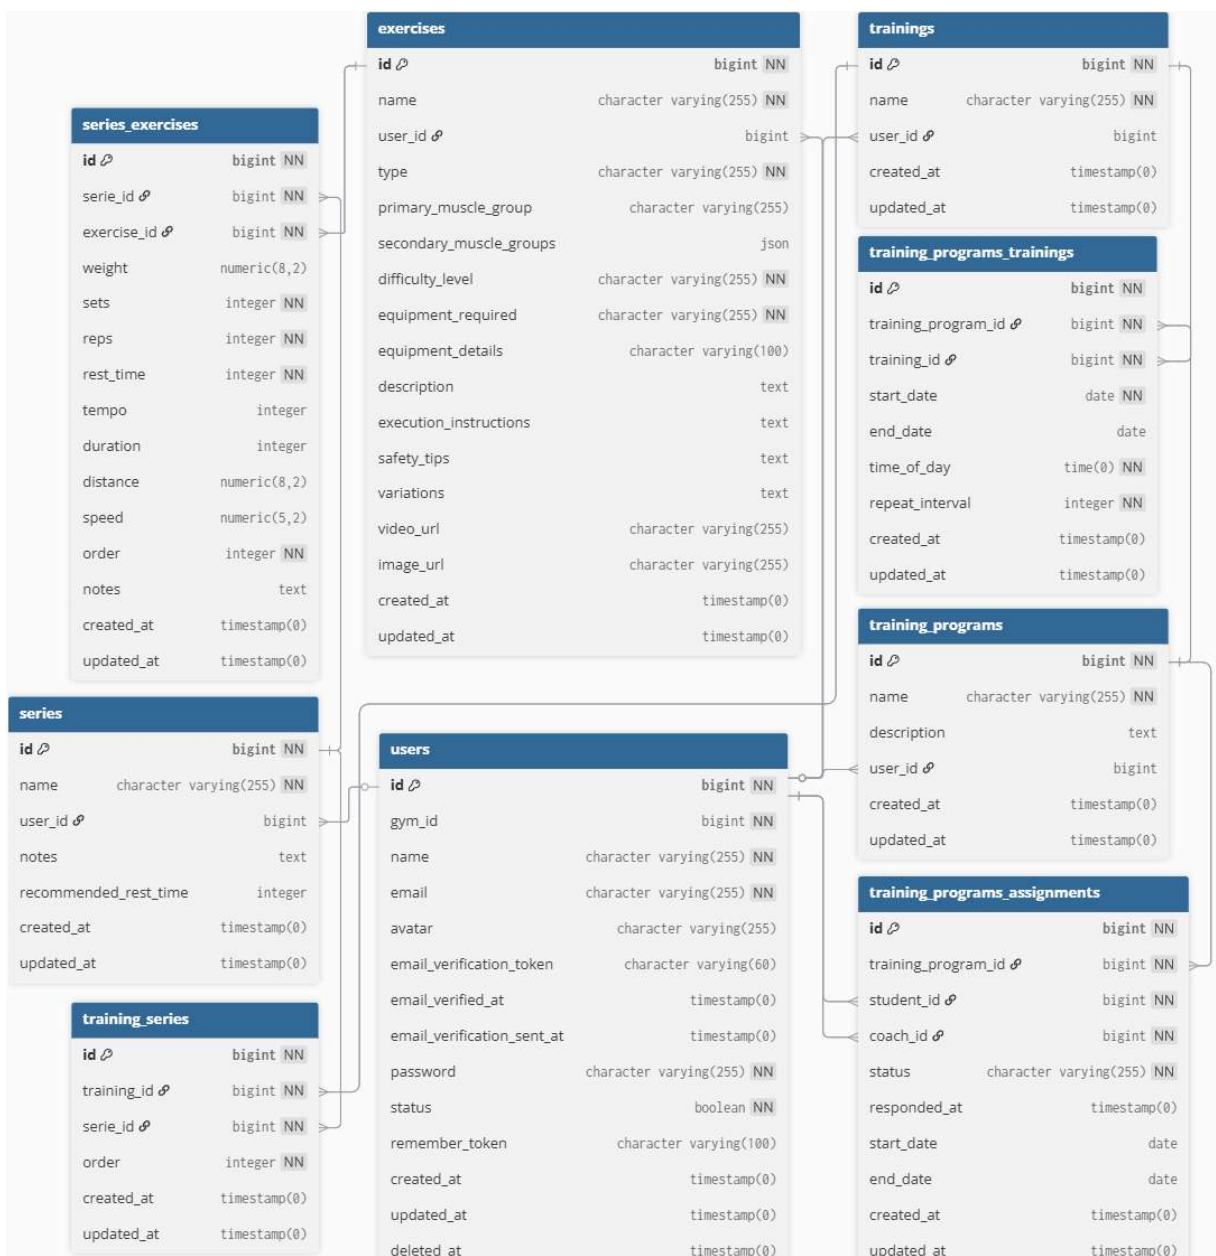 exercises
id bigint NN
name character varying(255) NN
user_id bigint
type character varying(255) NN
primary_muscle_group character varying(255)
secondary_muscle_groups json
difficulty_level character varying(255) NN
equipment_required character varying(255) NN
equipment_details character varying(100)
description text
execution_instructions text
safety_tips text
variations text
video_url character varying(255)
image_url character varying(255)
created_at timestamp(0)
updated_at timestamp(0)
trainings
id bigint NN
name character varying(255) NN
user_id bigint
created_at timestamp(0)
updated_at timestamp(0)
series_exercises
id bigint NN
serie_id bigint NN
exercise_id bigint NN
weight numeric(8,2)
sets integer NN
reps integer NN
rest_time integer NN
tempo integer
duration integer
distance numeric(8,2)
speed numeric(5,2)
order integer NN
notes text
created_at timestamp(0)
updated_at timestamp(0)
training_programs_trainings
id bigint NN
training_program_id bigint NN
training_id bigint NN
start_date date NN
end_date date
time_of_day time(0) NN
repeat_interval integer NN
created_at timestamp(0)
updated_at timestamp(0)
training_programs
id bigint NN
name character varying(255) NN
description text
user_id bigint
created_at timestamp(0)
updated_at timestamp(0)
series
id bigint NN
name character varying(255) NN
user_id bigint
notes text
recommended_rest_time integer
created_at timestamp(0)
updated_at timestamp(0)
users
id bigint NN
gym_id bigint NN
name character varying(255) NN
email character varying(255) NN
avatar character varying(255)
email_verification_token character varying(60)
email_verified_at timestamp(0)
email_verification_sent_at timestamp(0)
password character varying(255) NN
status boolean NN
remember_token character varying(100)
created_at timestamp(0)
updated_at timestamp(0)
deleted_at timestamp(0)
training_programs_assignments
id bigint NN
training_program_id bigint NN
student_id bigint NN
coach_id bigint NN
status character varying(255) NN
responded_at timestamp(0)
start_date date
end_date date
created_at timestamp(0)
updated_at timestamp(0)
training_series
id bigint NN
training_id bigint NN
serie_id bigint NN
order integer NN
created_at timestamp(0)
updated_at timestamp(0)